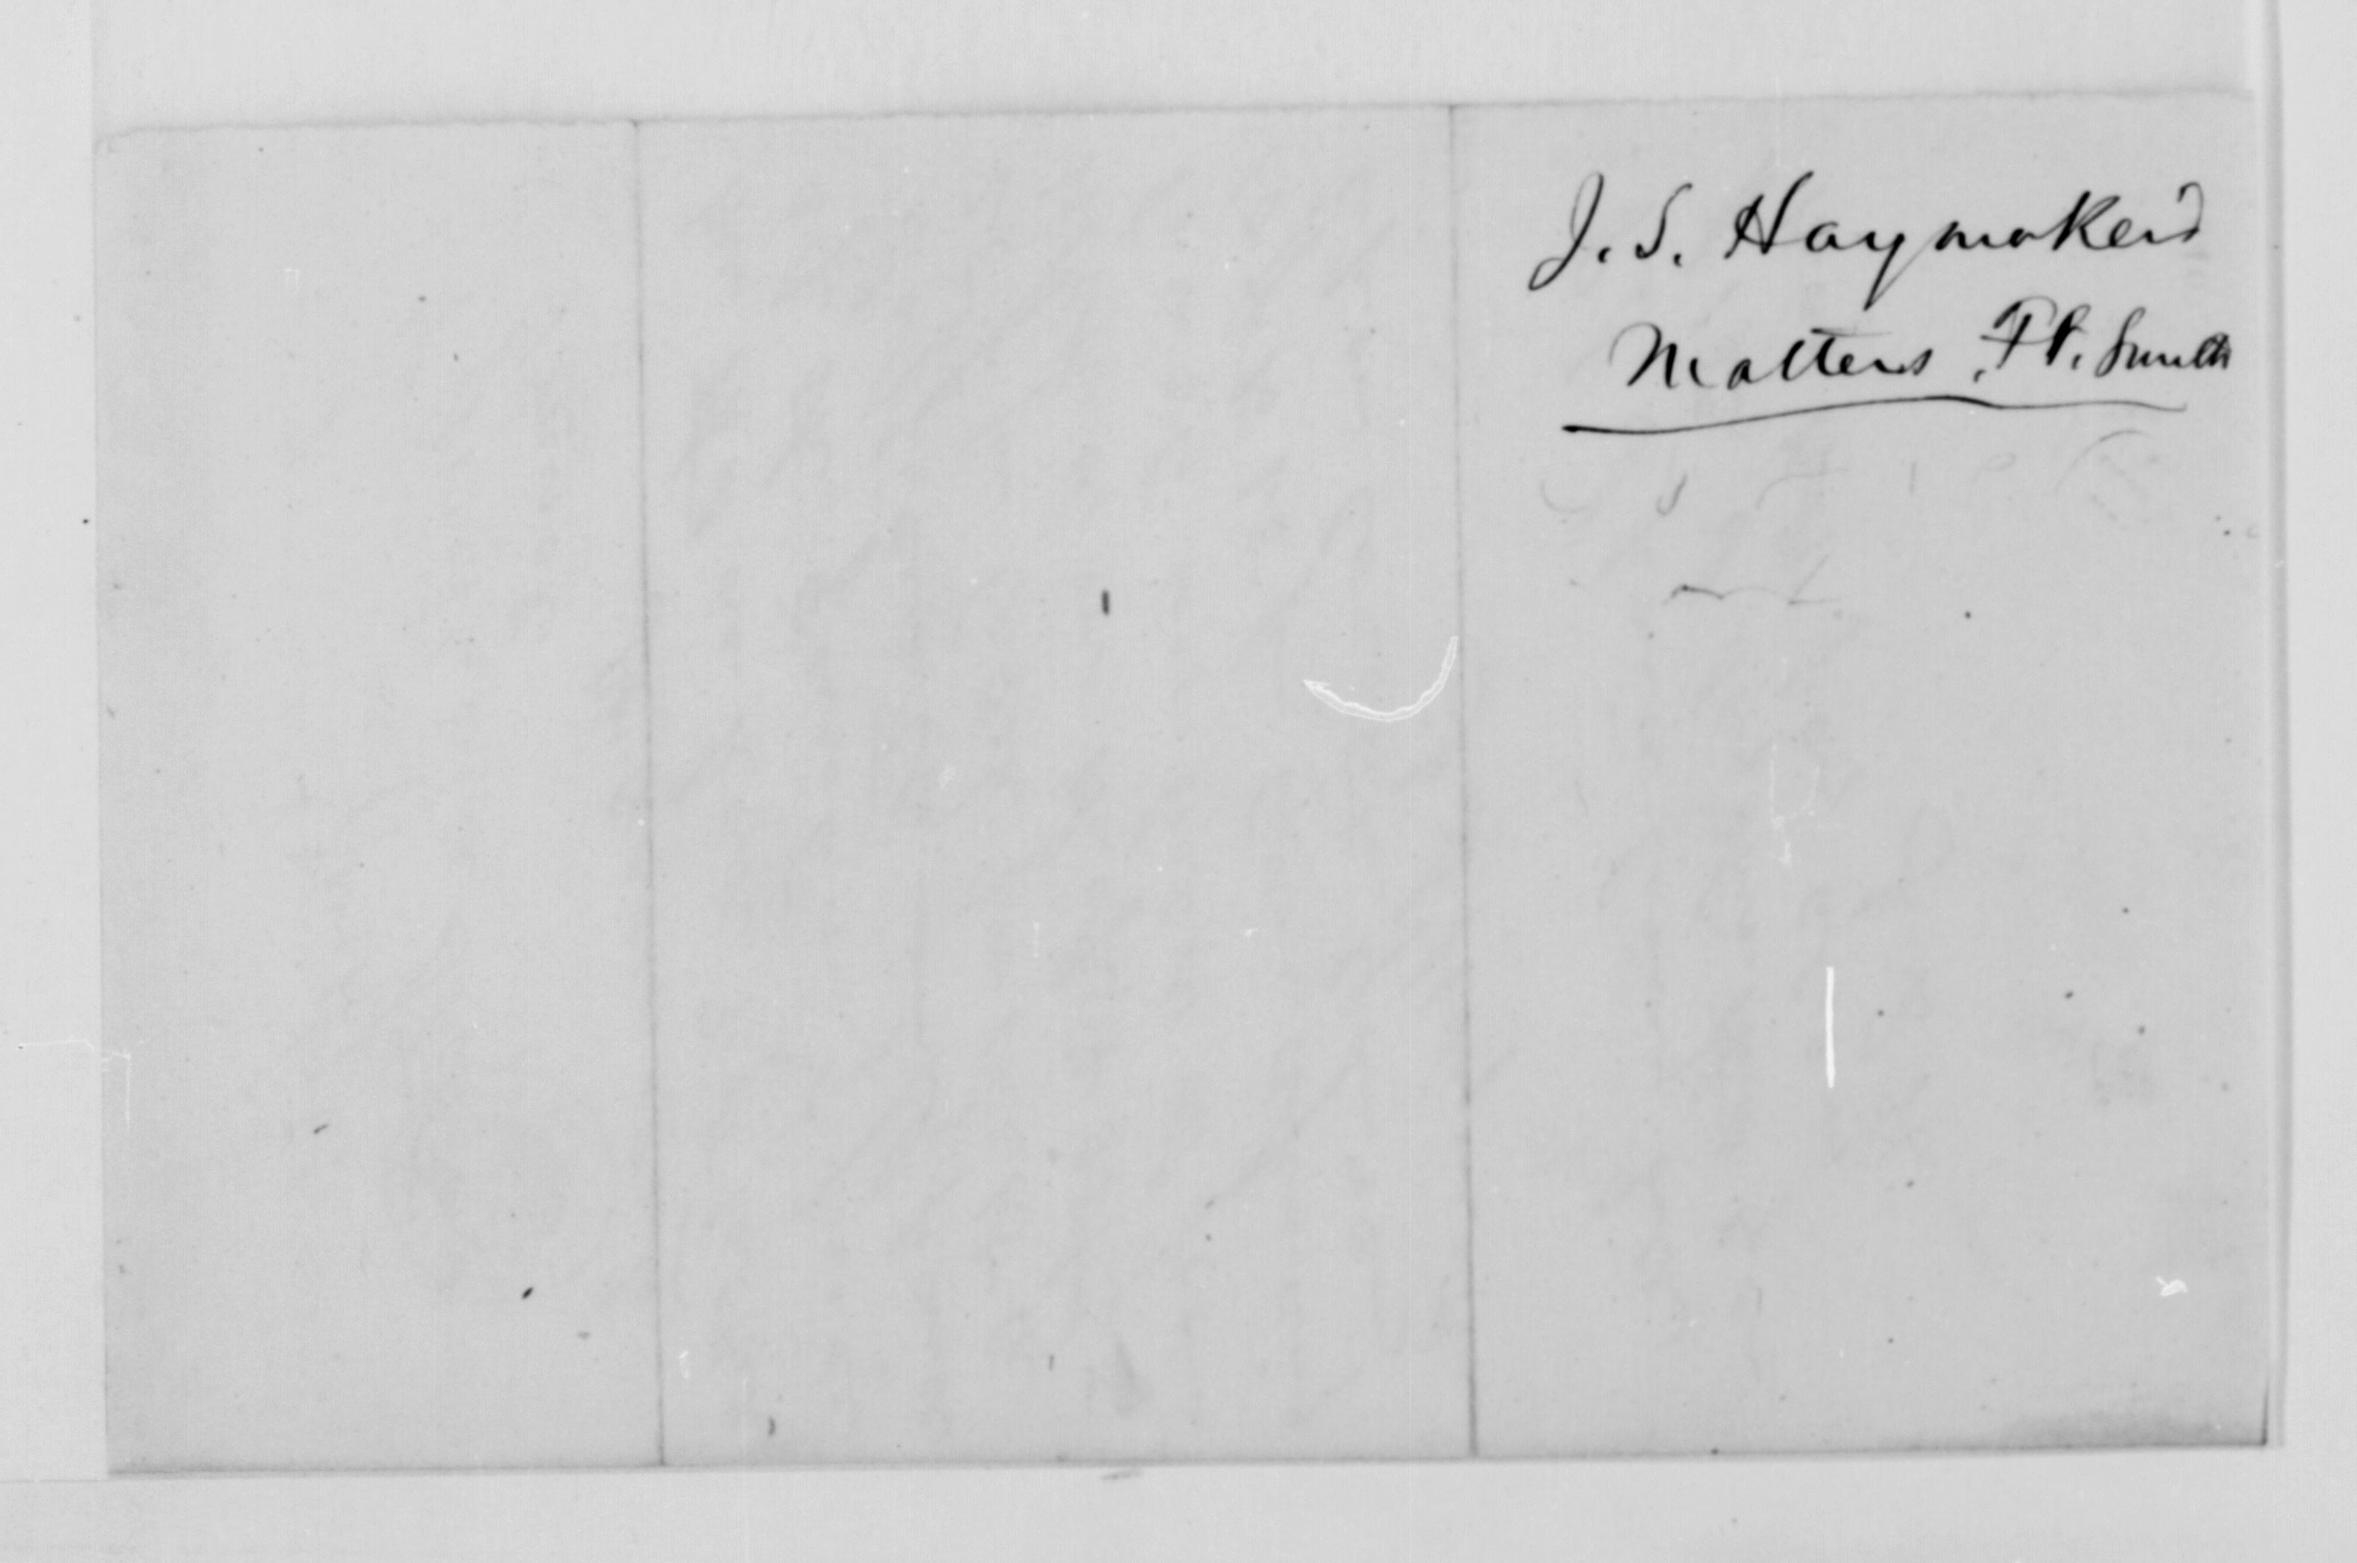 J. S. Haymaker's
Matters, Ft. Smith